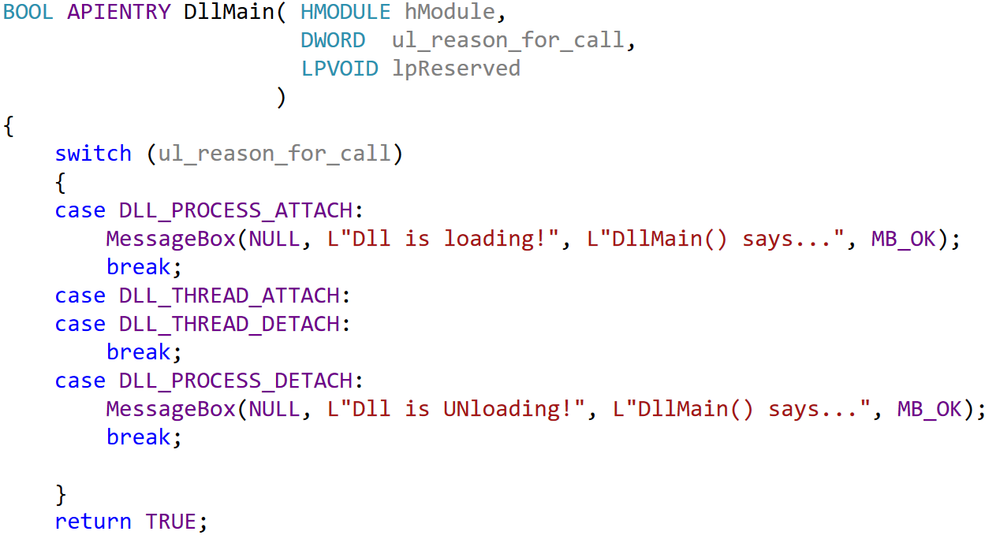 BOOL APIENTRY DllMain( HMODULE hModule,
                       DWORD  ul_reason_for_call,
                       LPVOID lpReserved
                     )
{
    switch (ul_reason_for_call)
    {
    case DLL_PROCESS_ATTACH:
        MessageBox(NULL, L"Dll is loading!", L"DllMain() says...", MB_OK);
        break;
    case DLL_THREAD_ATTACH:
    case DLL_THREAD_DETACH:
        break;
    case DLL_PROCESS_DETACH:
        MessageBox(NULL, L"Dll is UNloading!", L"DllMain() says...", MB_OK);
        break;

    }
    return TRUE;